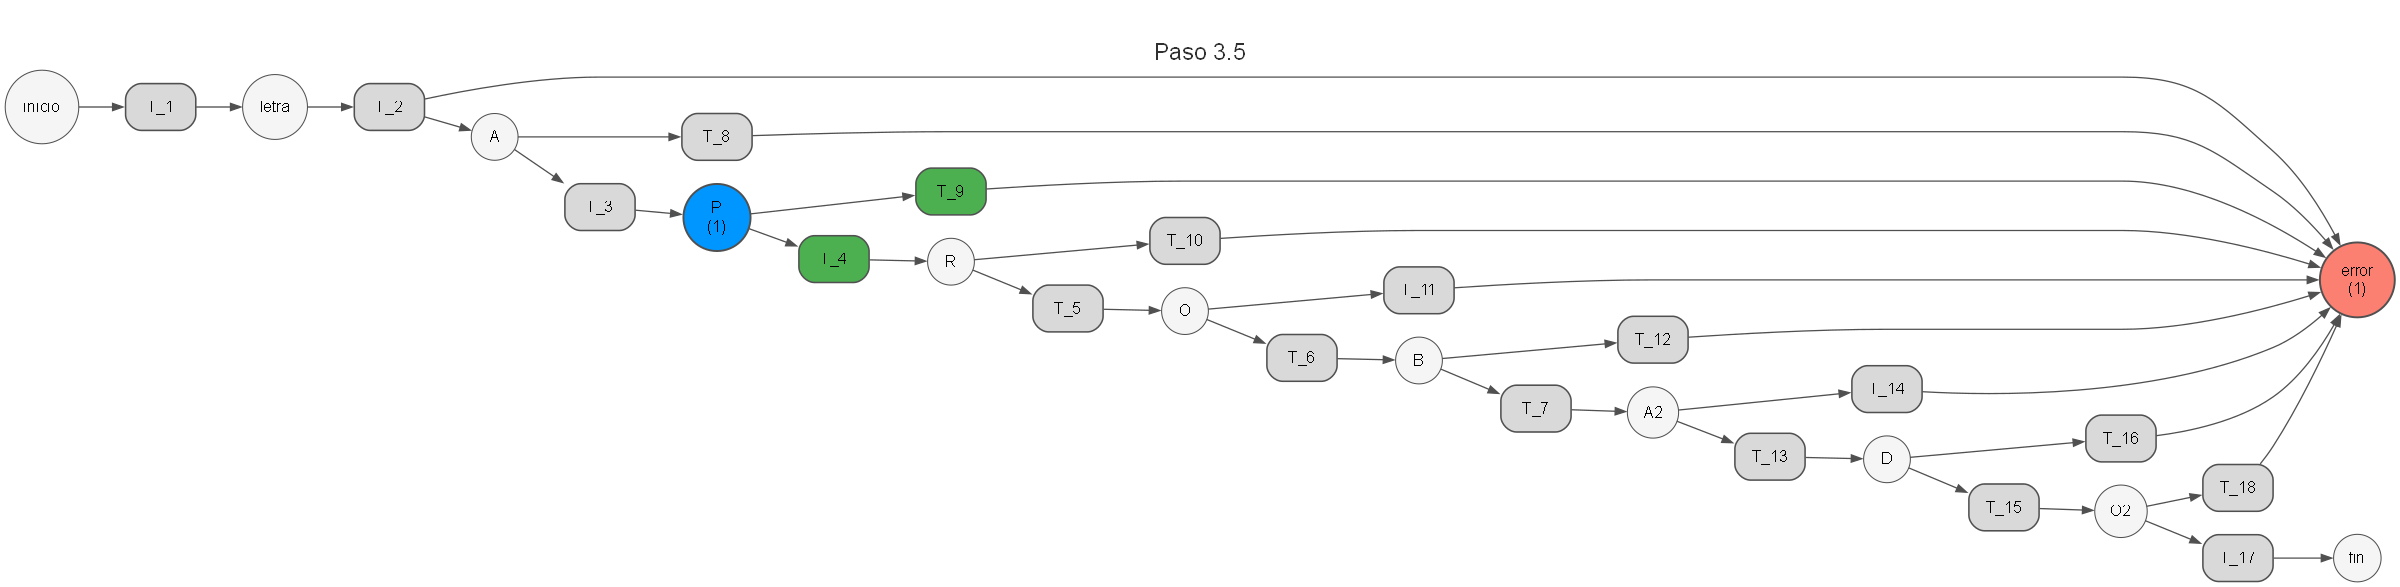 Paso 3.5
inicio
T_1
letra
T_2
A
T_8
T_3
P
(1)
T_9
T_4
R
T_10
T_5
O
T_11
T_6
B
T_12
T_7
A2
T_14
T_13
D
T_16
T_15
O2
T_18
T_17
fin
error
(1)